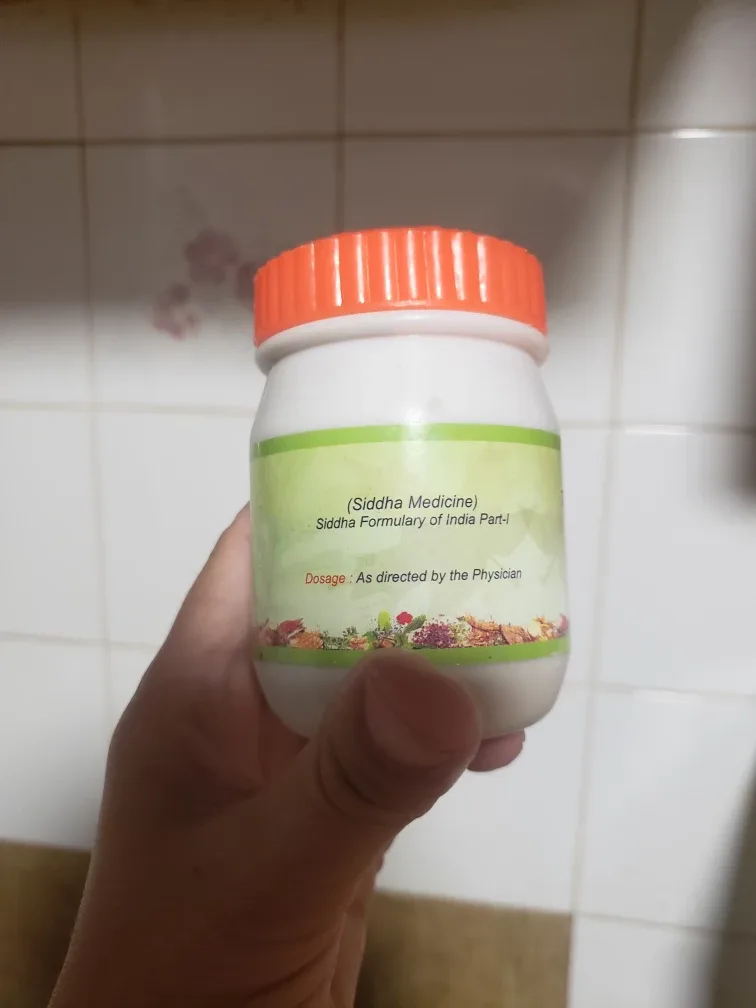 (Siddha Medicine)
Siddha Formulary of India Part-I
Dosage : As directed by the Physician